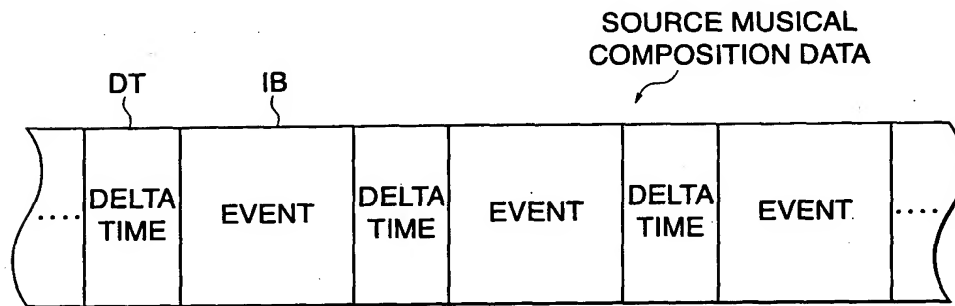 SOURCE MUSICAL
COMPOSITION DATA
DT IB
.... DELTA TIME EVENT DELTA TIME EVENT DELTA TIME EVENT ....